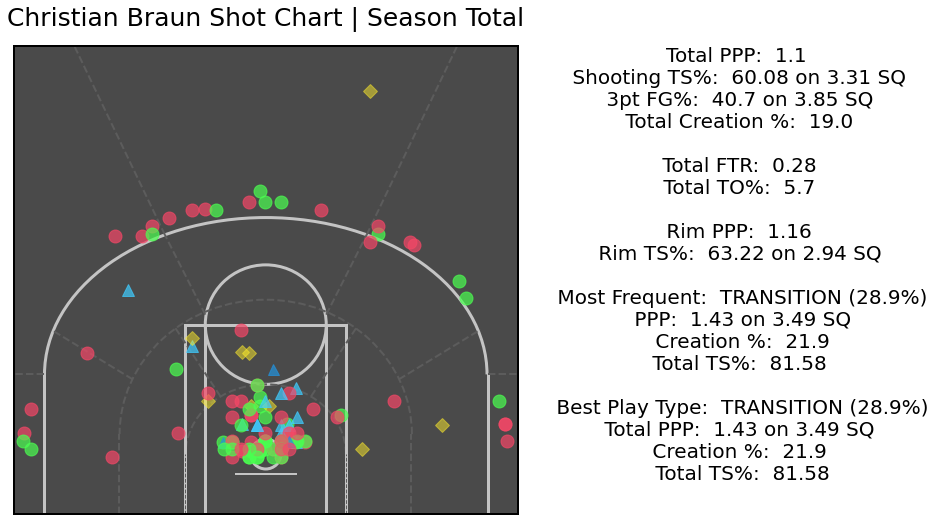 Christian Braun Shot Chart | Season Total
Total PPP: 1.1
Shooting TS%: 60.08 on 3.31 SQ
3pt FG%: 40.7 on 3.85 SQ
Total Creation %: 19.0
Total FTR: 0.28
Total TO%: 5.7
Rim PPP: 1.16
Rim TS%: 63.22 on 2.94 SQ
Most Frequent: TRANSITION (28.9%)
PPP: 1.43 on 3.49 SQ
Creation %: 21.9
Total TS%: 81.58
Best Play Type: TRANSITION (28.9%)
Total PPP: 1.43 on 3.49 SQ
Creation %: 21.9
Total TS%: 81.58